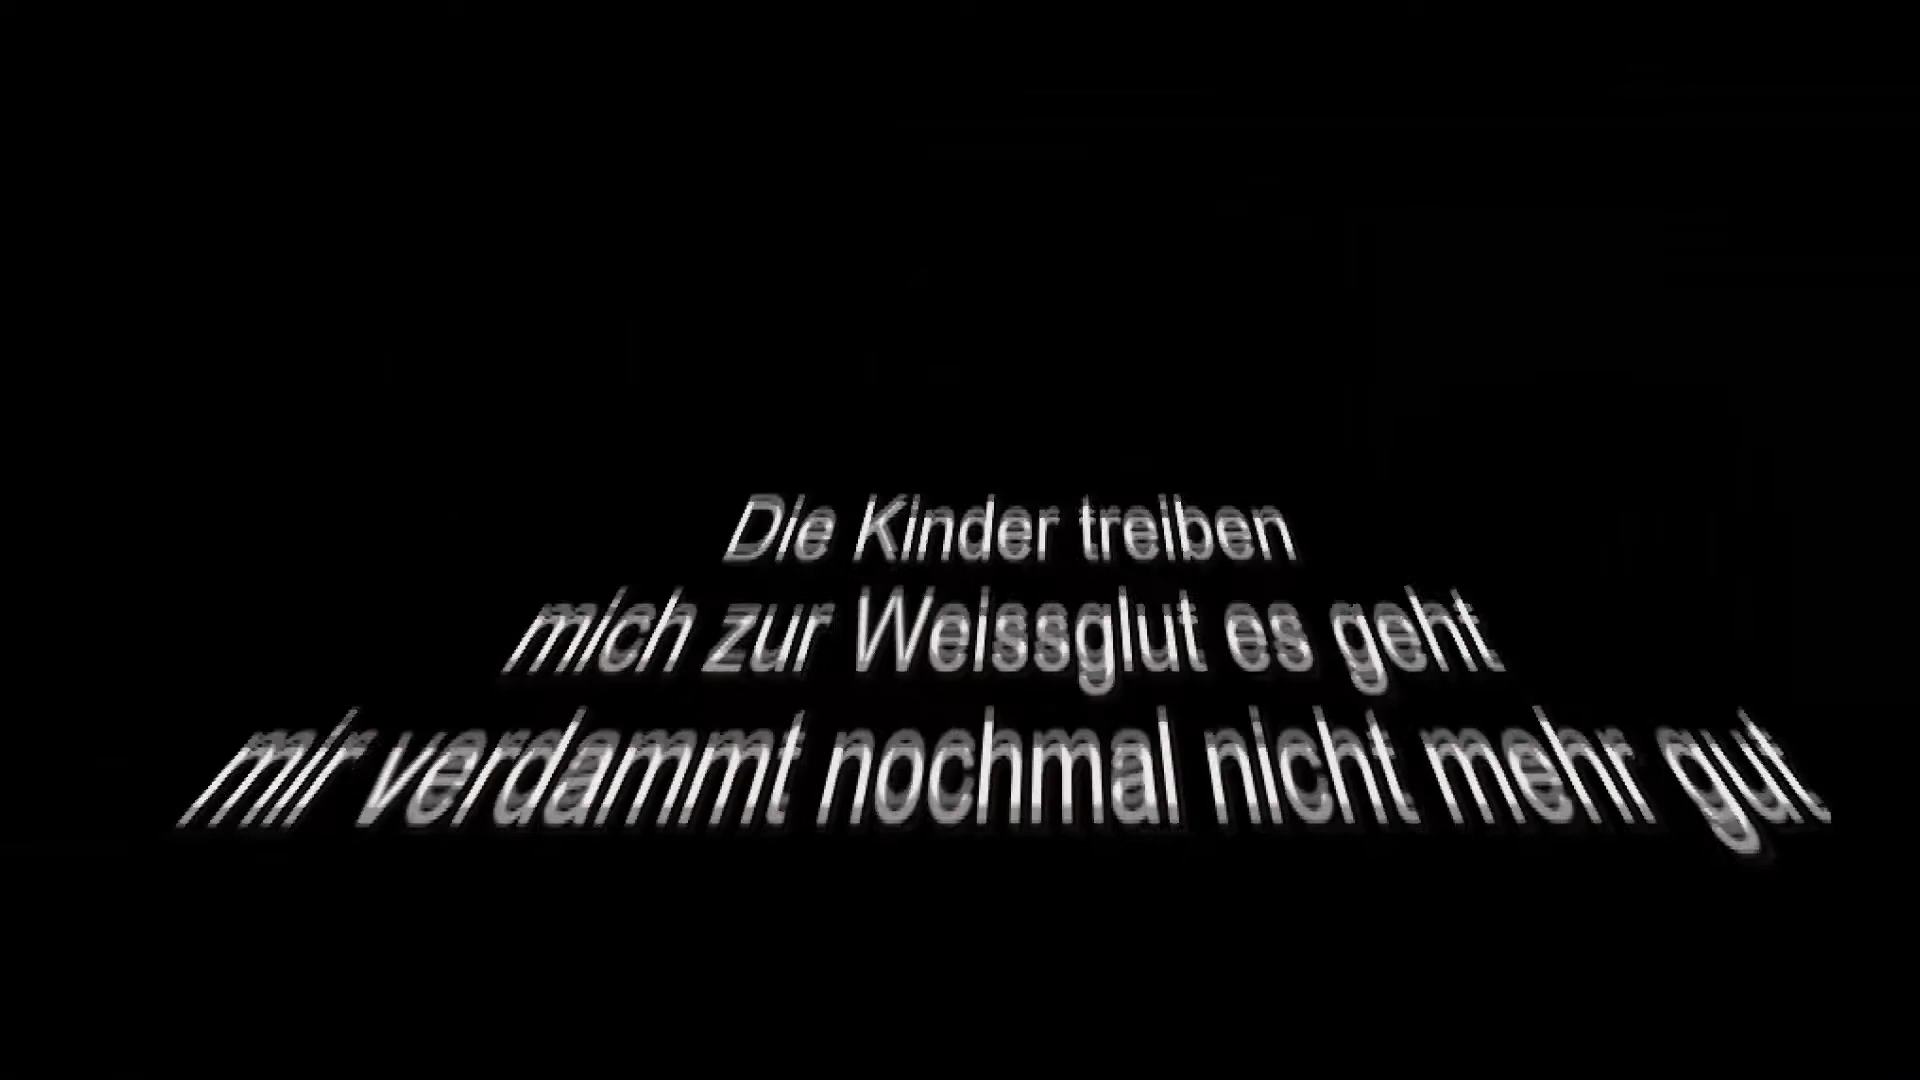 Die Kinder treiben
mich zur Weissglut es geht
mir verdammt nochmal nicht mehr gut